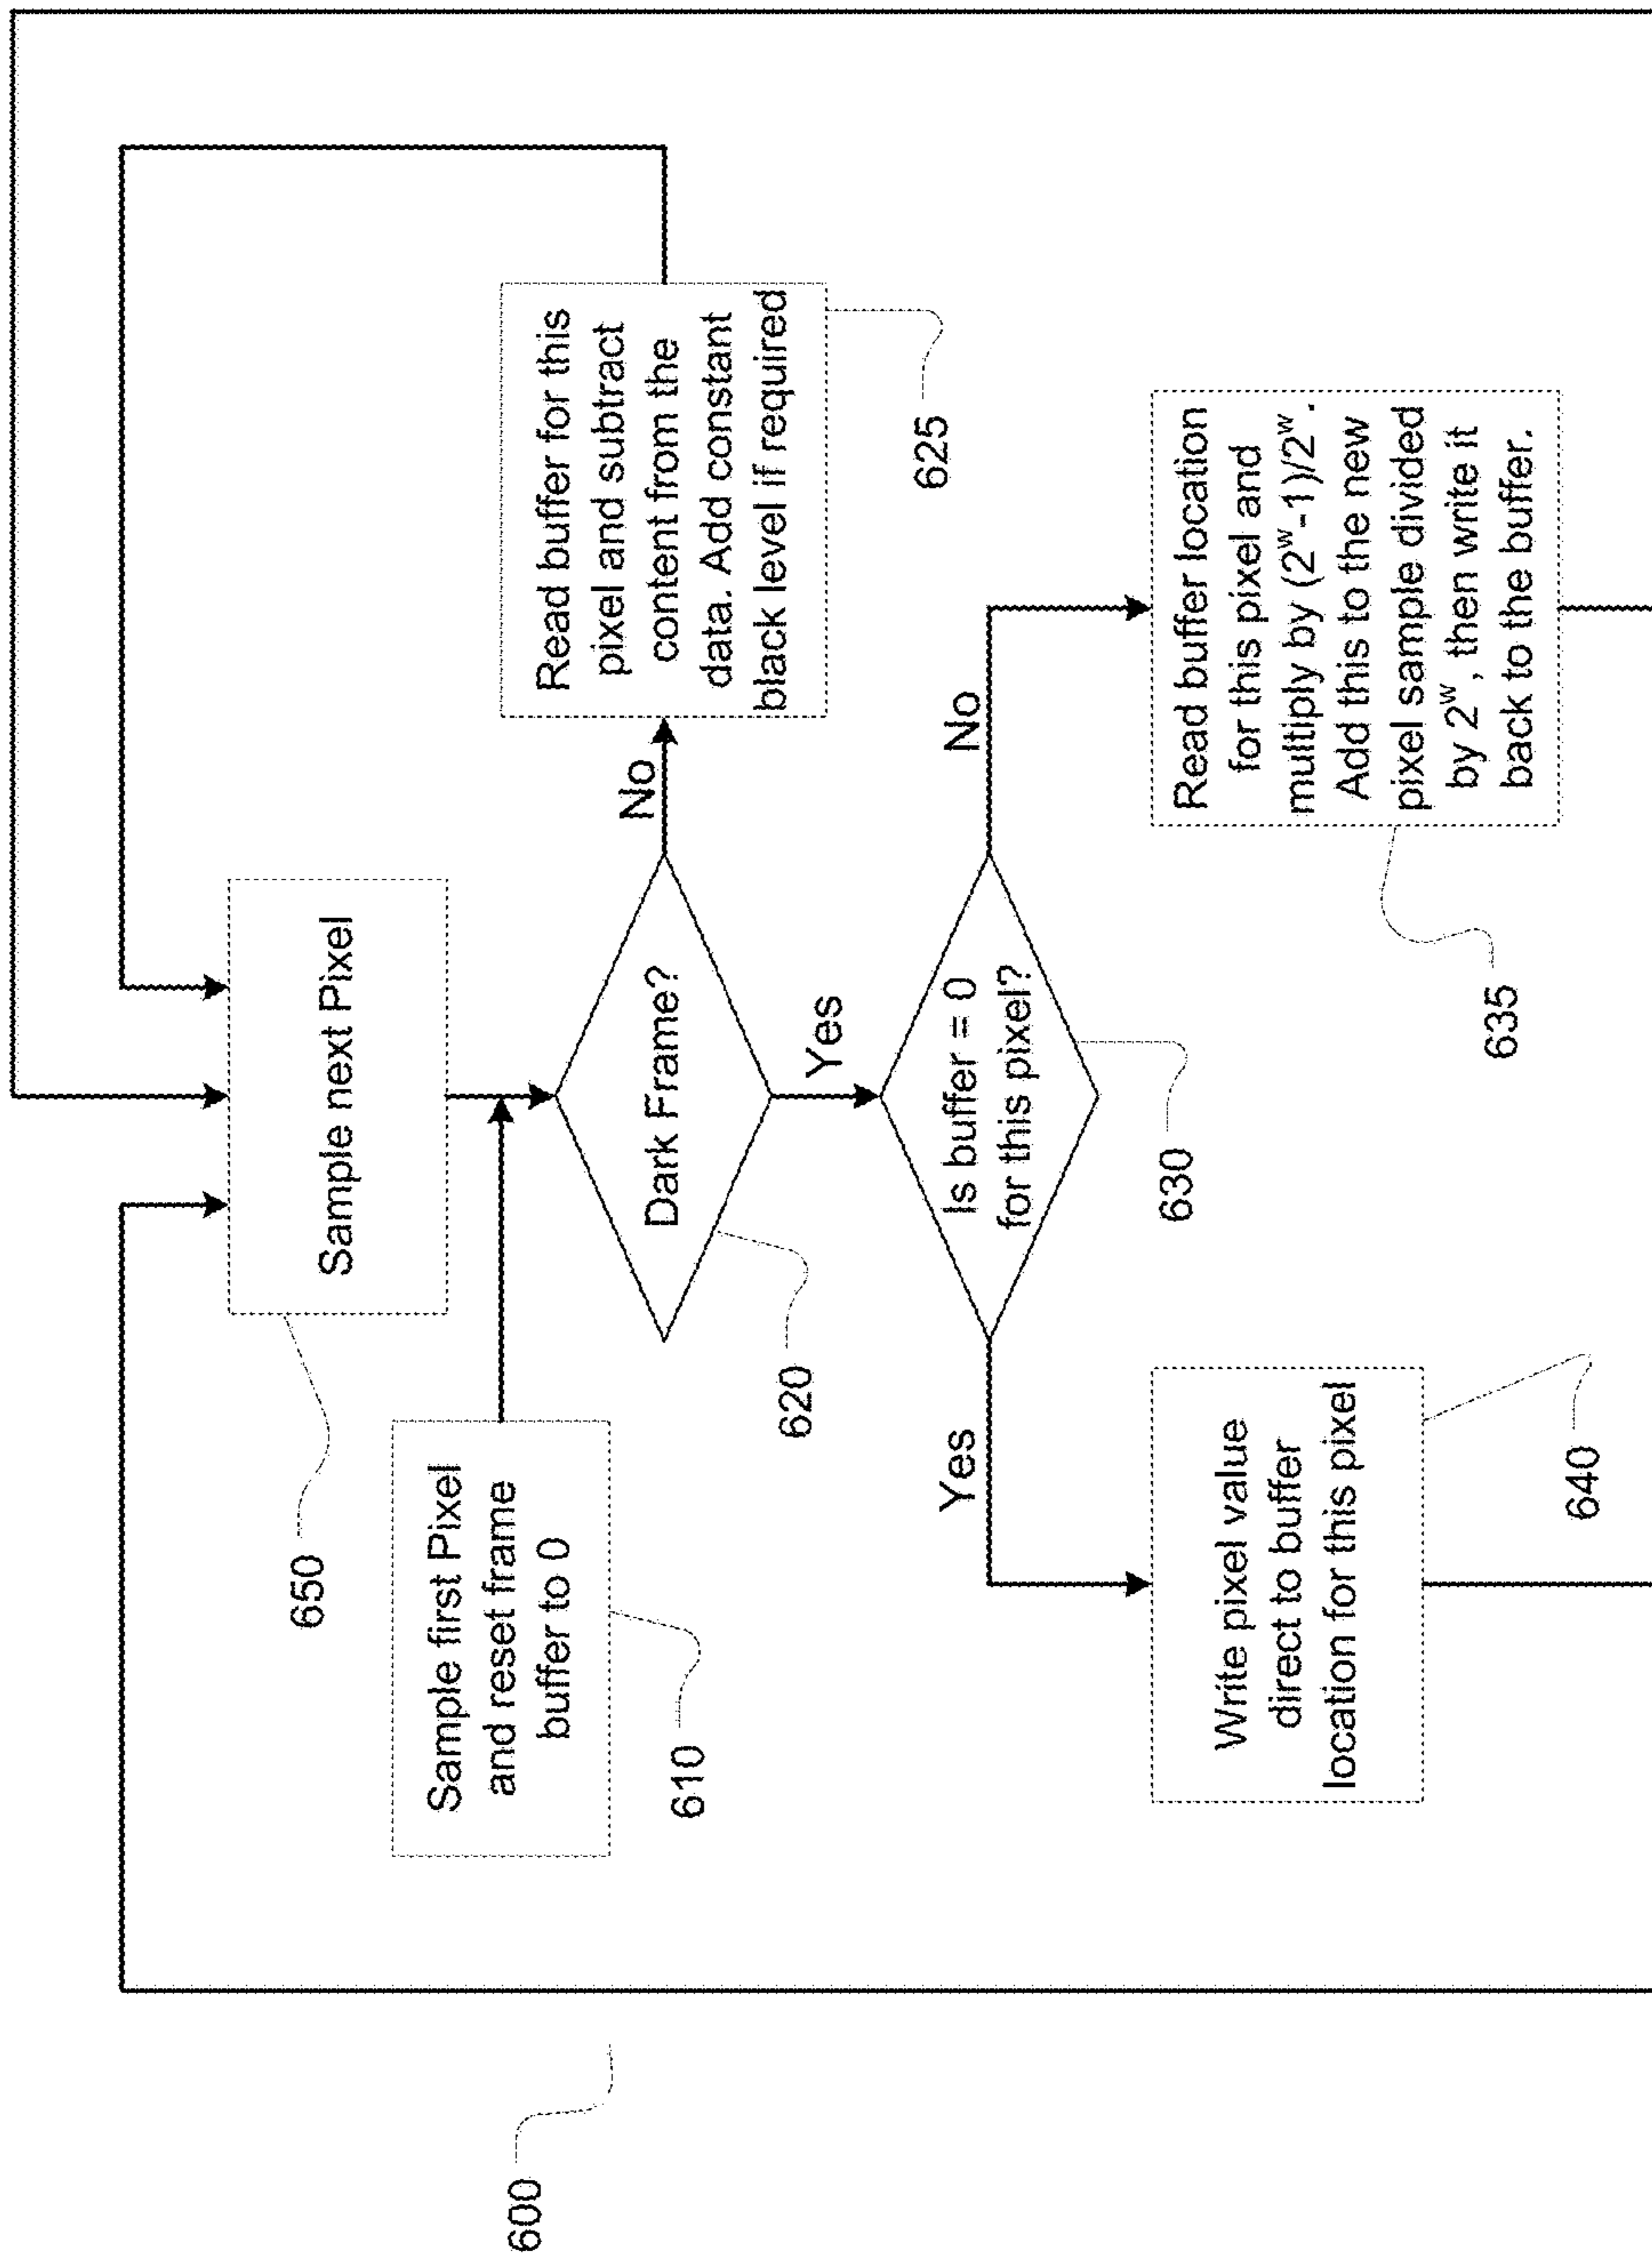 Sample next Pixel
650
Sample first Pixel
and reset frame
buffer to 0
610
Dark Frame?
620
No
Read buffer for this
pixel and subtract
content from the
data. Add constant
black level if required
625
Yes
Is buffer = 0
for this pixel?
630
Yes
No
Write pixel value
direct to buffer
location for this pixel
640
Read buffer location
for this pixel and
multiply by (2^w-1)/2^w.
Add this to the new
pixel sample divided
by 2^w, then write it
back to the buffer.
635
600